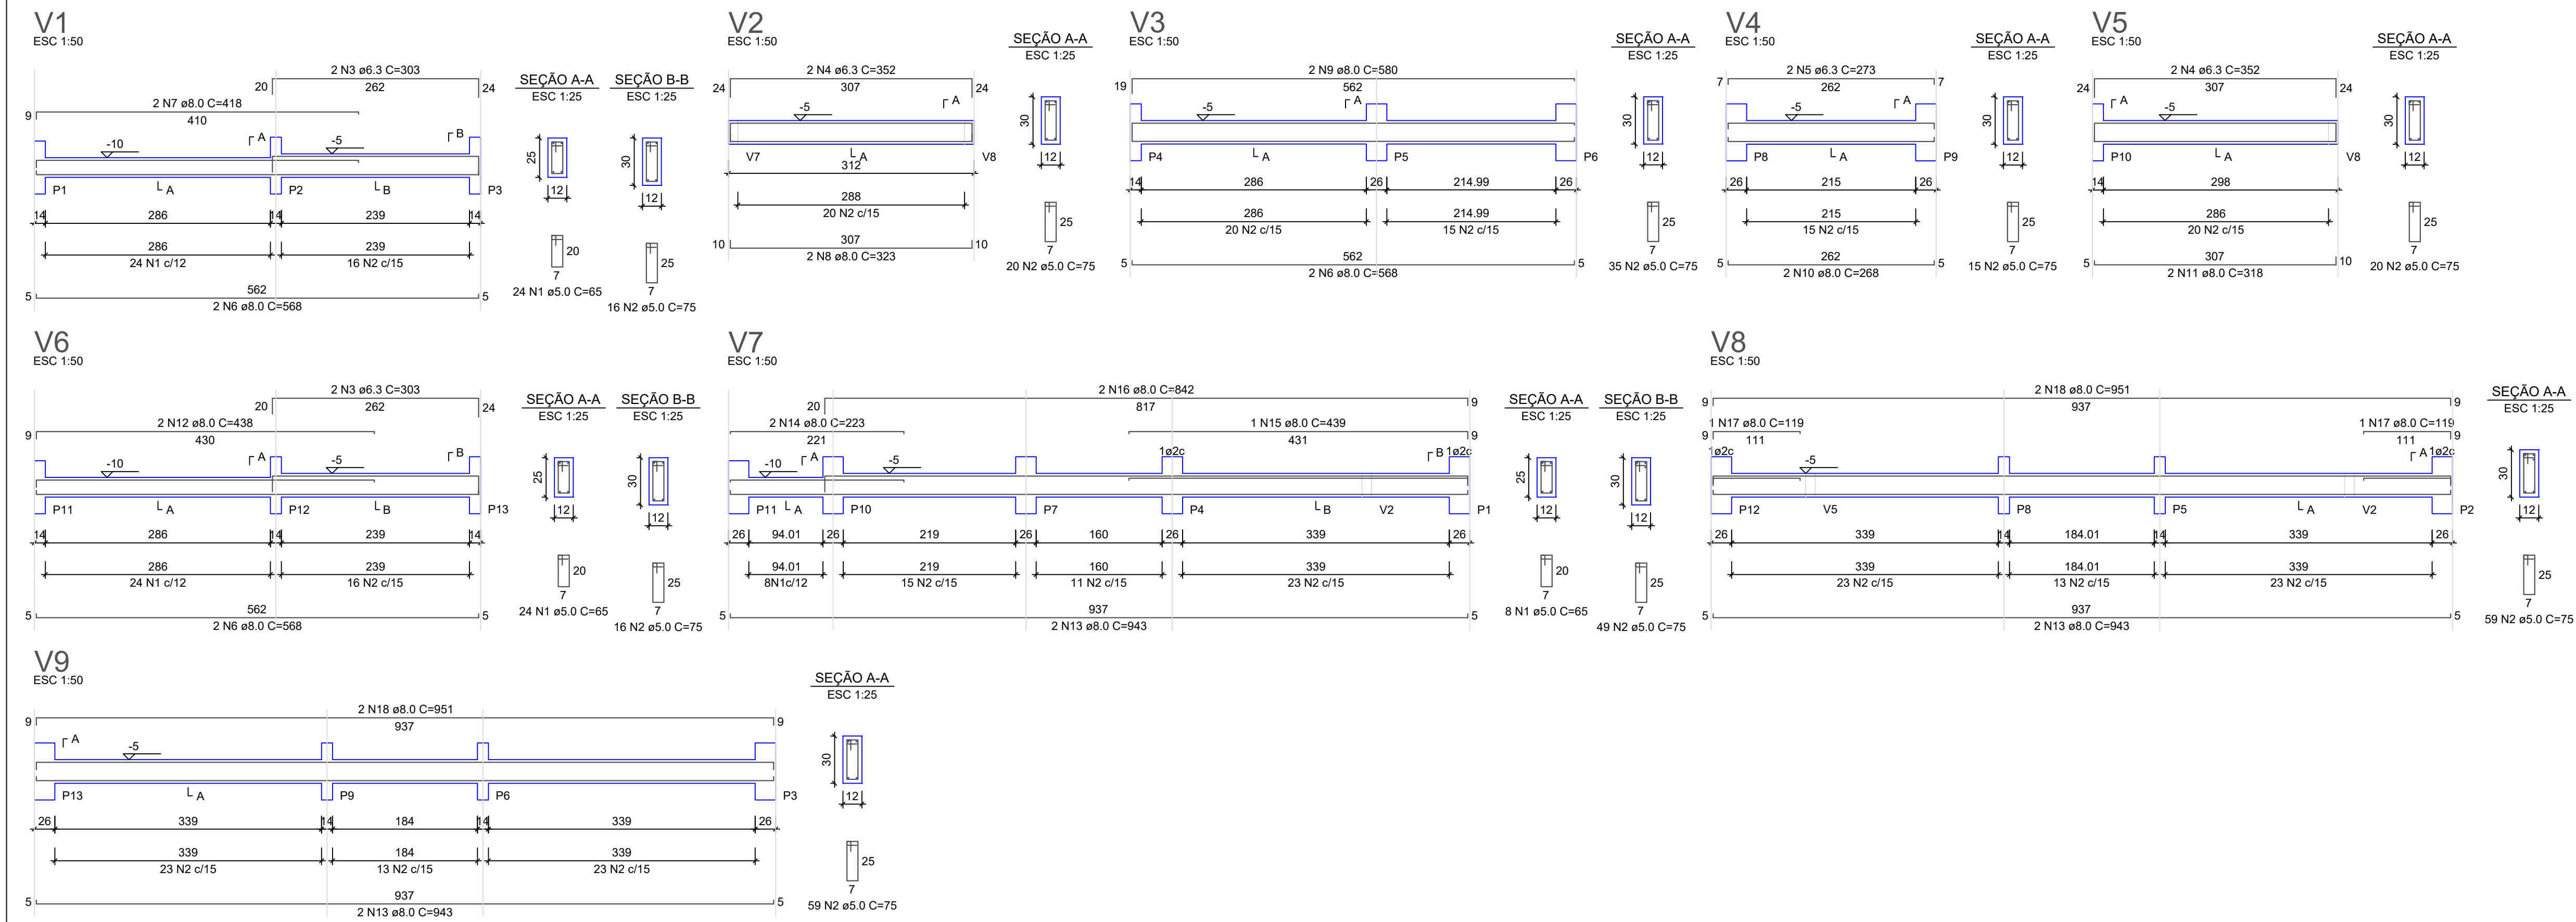 V1
ESC 1:50
2 N3 ø6.3 C=303
20 262 24
2 N7 ø8.0 C=418
9 410
-10 A -5 B
P1 A P2 B P3
14 286 14 239 14
286 239
24 N1 c/12 16 N2 c/15
5 562 5
2 N6 ø8.0 C=568
SEÇÃO A-A
ESC 1:25
25
12
20
7
24 N1 ø5.0 C=65
SEÇÃO B-B
ESC 1:25
30
12
25
7
16 N2 ø5.0 C=75
V2
ESC 1:50
2 N4 ø6.3 C=352
24 307 24
-5 A
V7 A V8
312
288
20 N2 c/15
10 307 10
2 N8 ø8.0 C=323
SEÇÃO A-A
ESC 1:25
30
12
25
7
20 N2 ø5.0 C=75
V3
ESC 1:50
2 N9 ø8.0 C=580
19 562
-5 A
P4 A P5 P6
14 286 26 214.99 26
286 214.99
20 N2 c/15 15 N2 c/15
5 562 5
2 N6 ø8.0 C=568
SEÇÃO A-A
ESC 1:25
30
12
25
7
35 N2 ø5.0 C=75
V4
ESC 1:50
2 N5 ø6.3 C=273
7 262 7
-5 A
P8 A P9
26 215 26
215
15 N2 c/15
5 262 5
2 N10 ø8.0 C=268
SEÇÃO A-A
ESC 1:25
30
12
25
7
15 N2 ø5.0 C=75
V5
ESC 1:50
2 N4 ø6.3 C=352
24 307 24
A -5
P10 A V8
14 298
286
20 N2 c/15
5 307 10
2 N11 ø8.0 C=318
SEÇÃO A-A
ESC 1:25
30
12
25
7
20 N2 ø5.0 C=75
V6
ESC 1:50
2 N3 ø6.3 C=303
20 262 24
2 N12 ø8.0 C=438
9 430
-10 A -5 B
P11 A P12 B P13
14 286 14 239 14
286 239
24 N1 c/12 16 N2 c/15
5 562 5
2 N6 ø8.0 C=568
SEÇÃO A-A
ESC 1:25
25
12
20
7
24 N1 ø5.0 C=65
SEÇÃO B-B
ESC 1:25
30
12
25
7
16 N2 ø5.0 C=75
V7
ESC 1:50
2 N16 ø8.0 C=842
20 817 9
2 N14 ø8.0 C=223 1 N15 ø8.0 C=439
221 431 9
-10 A -5 1ø2c B 1ø2c
P11 A P10 P7 P4 B V2 P1
26 94.01 26 219 26 160 26 339 26
94.01 219 160 339
8N1c/12 15 N2 c/15 11 N2 c/15 23 N2 c/15
5 937 5
2 N13 ø8.0 C=943
SEÇÃO A-A
ESC 1:25
25
12
20
7
8 N1 ø5.0 C=65
SEÇÃO B-B
ESC 1:25
30
12
25
7
49 N2 ø5.0 C=75
V8
ESC 1:50
2 N18 ø8.0 C=951
9 937 9
1 N17 ø8.0 C=119 1 N17 ø8.0 C=119
9 111 111 9
1ø2c -5 A 1ø2c
P12 V5 P8 P5 A V2 P2
26 339 14 184.01 14 339 26
339 184.01 339
23 N2 c/15 13 N2 c/15 23 N2 c/15
5 937 5
2 N13 ø8.0 C=943
SEÇÃO A-A
ESC 1:25
30
12
25
7
59 N2 ø5.0 C=75
V9
ESC 1:50
2 N18 ø8.0 C=951
9 937 9
A -5
P13 A P9 P6 P3
26 339 14 184 14 339 26
339 184 339
23 N2 c/15 13 N2 c/15 23 N2 c/15
5 937 5
2 N13 ø8.0 C=943
SEÇÃO A-A
ESC 1:25
30
12
25
7
59 N2 ø5.0 C=75